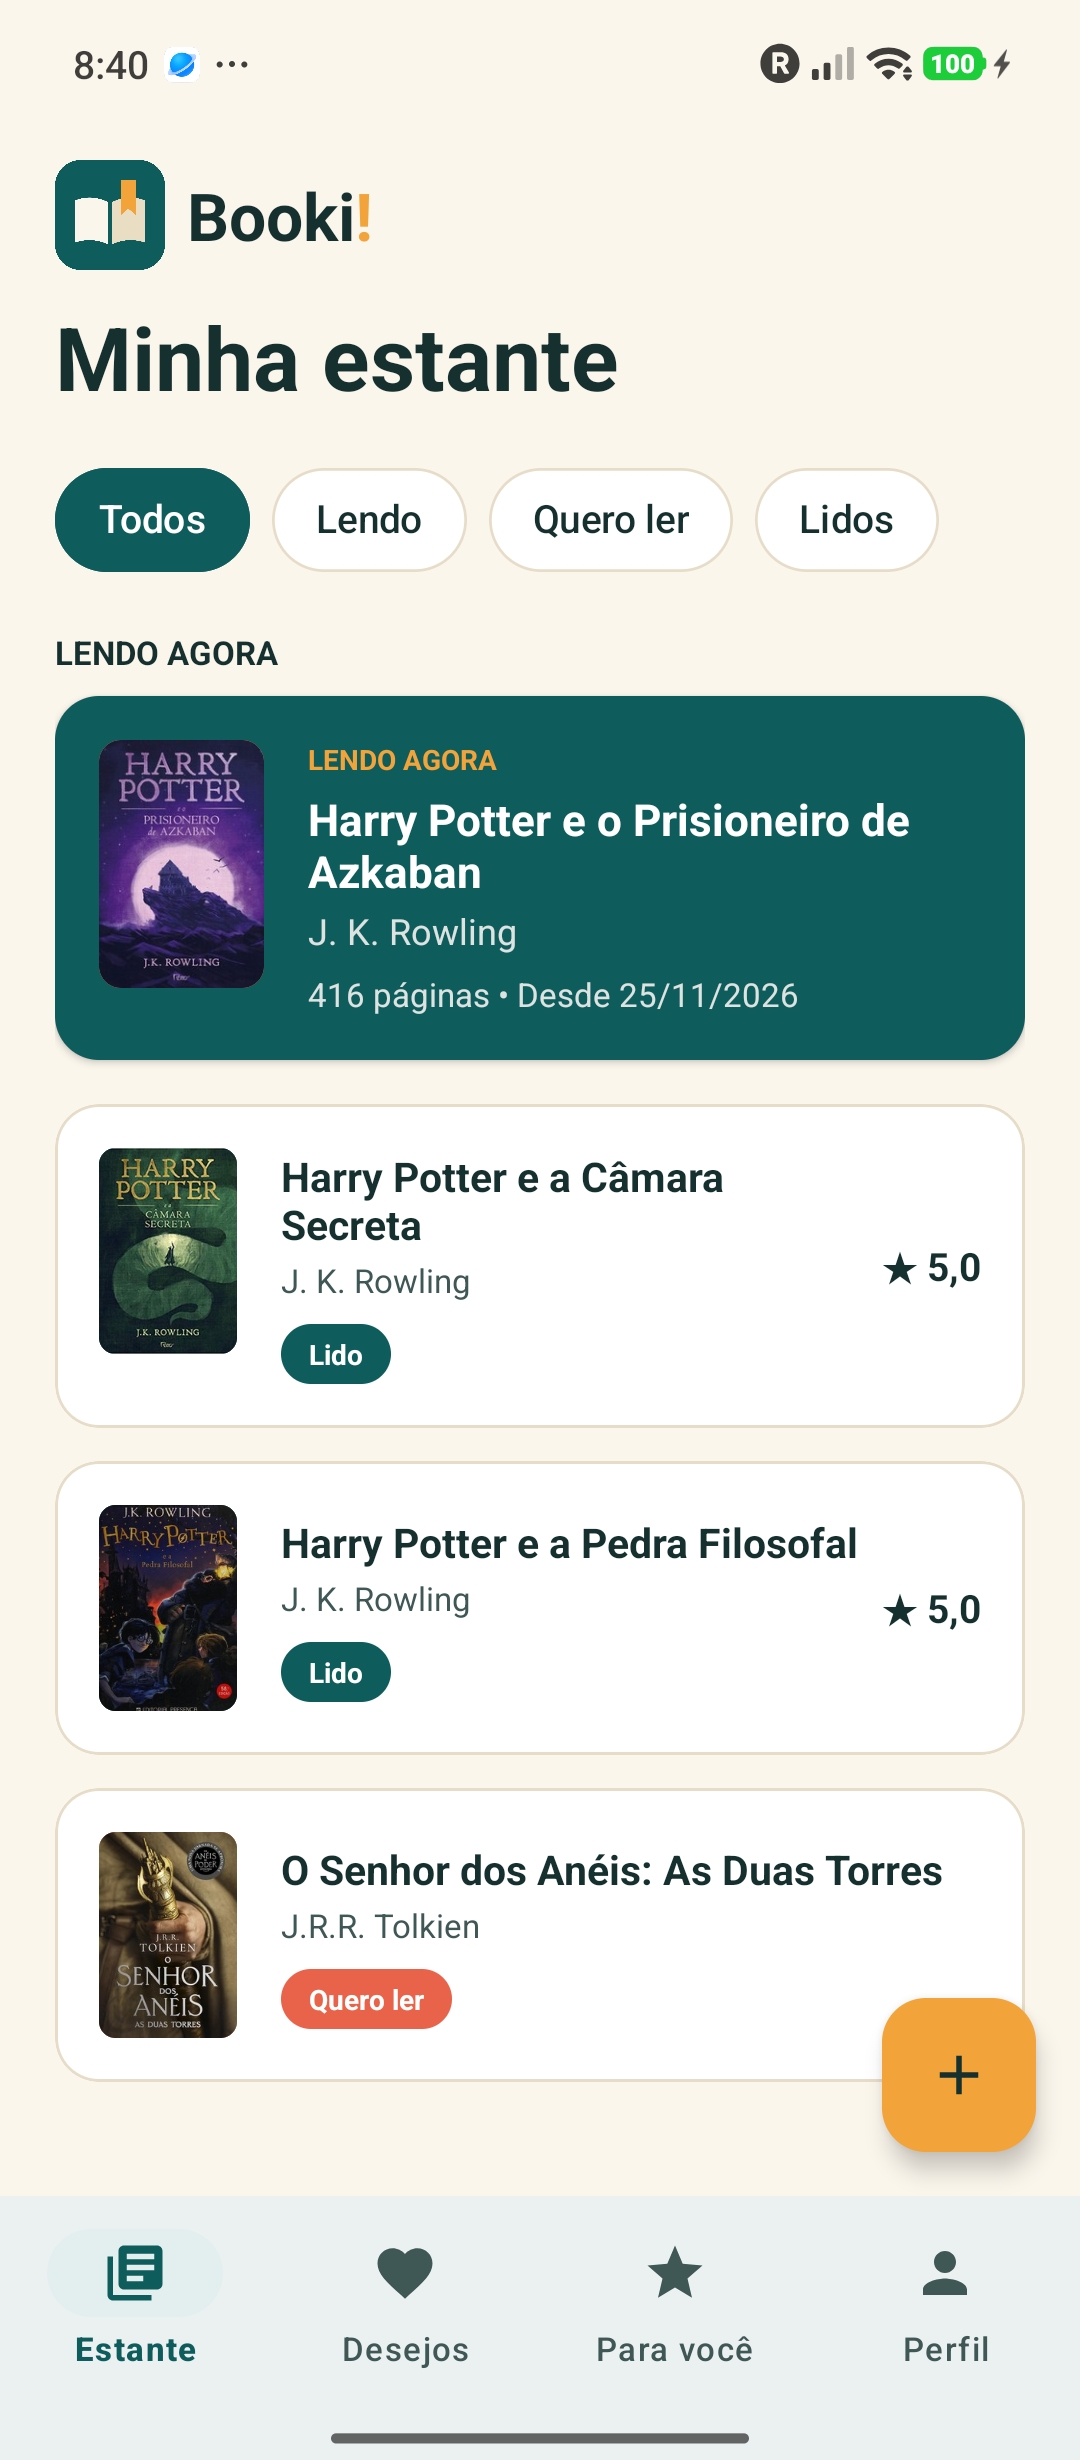 8:40
R
100
Booki!
Minha estante
Todos
Lendo
Quero ler
Lidos
LENDO AGORA
HARRY
POTTER
e o
PRISIONEIRO
de AZKABAN
J.K. ROWLING
LENDO AGORA
Harry Potter e o Prisioneiro de
Azkaban
J. K. Rowling
416 páginas • Desde 25/11/2026
HARRY
POTTER
CÂMARA
SECRETA
J.K. ROWLING
Harry Potter e a Câmara
Secreta
J. K. Rowling
Lido
★ 5,0
J.K. ROWLING
HARRY POTTER
e a
Pedra Filosofal
Harry Potter e a Pedra Filosofal
J. K. Rowling
Lido
★ 5,0
ANÉIS
PODER
J.R.R.
TOLKIEN
O
SENHOR
DOS
ANÉIS
AS DUAS TORRES
O Senhor dos Anéis: As Duas Torres
J.R.R. Tolkien
Quero ler
+
Estante
Desejos
Para você
Perfil